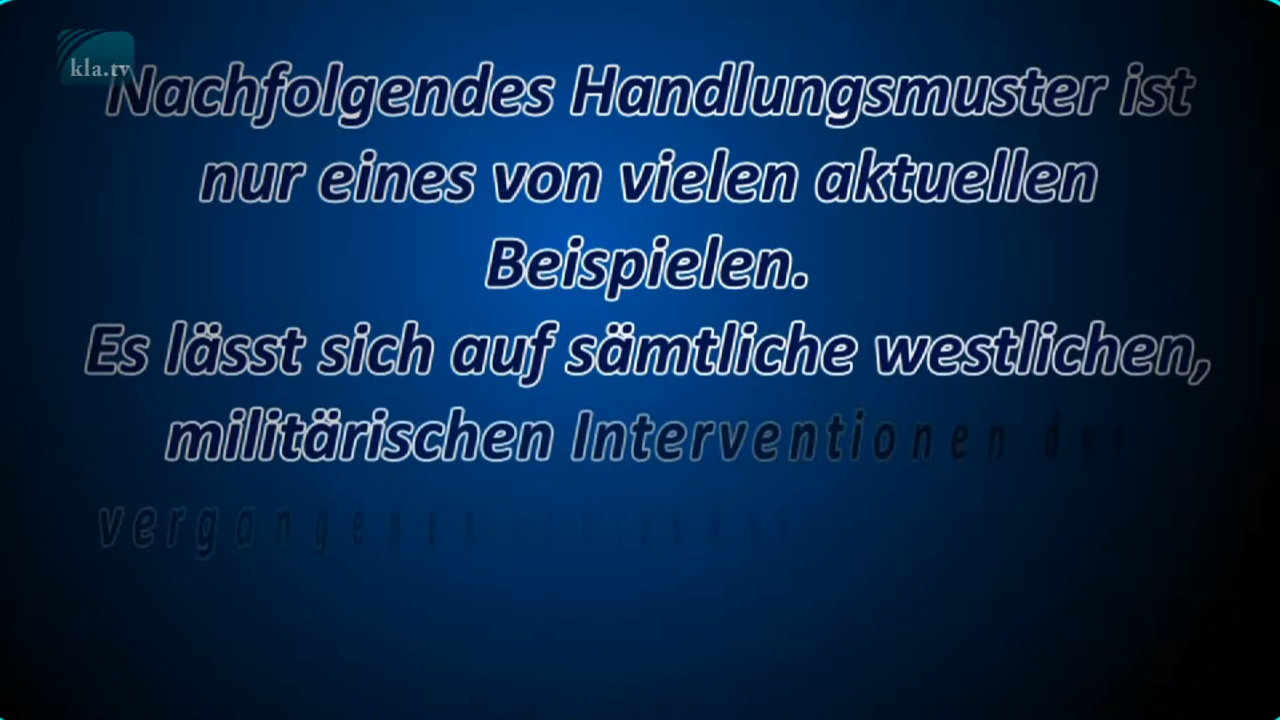 kla.tv
Nachfolgendes Handlungsmuster ist
nur eines von vielen aktuellen
Beispielen.
Es lässt sich auf sämtliche westlichen,
militärischen Interventionen der